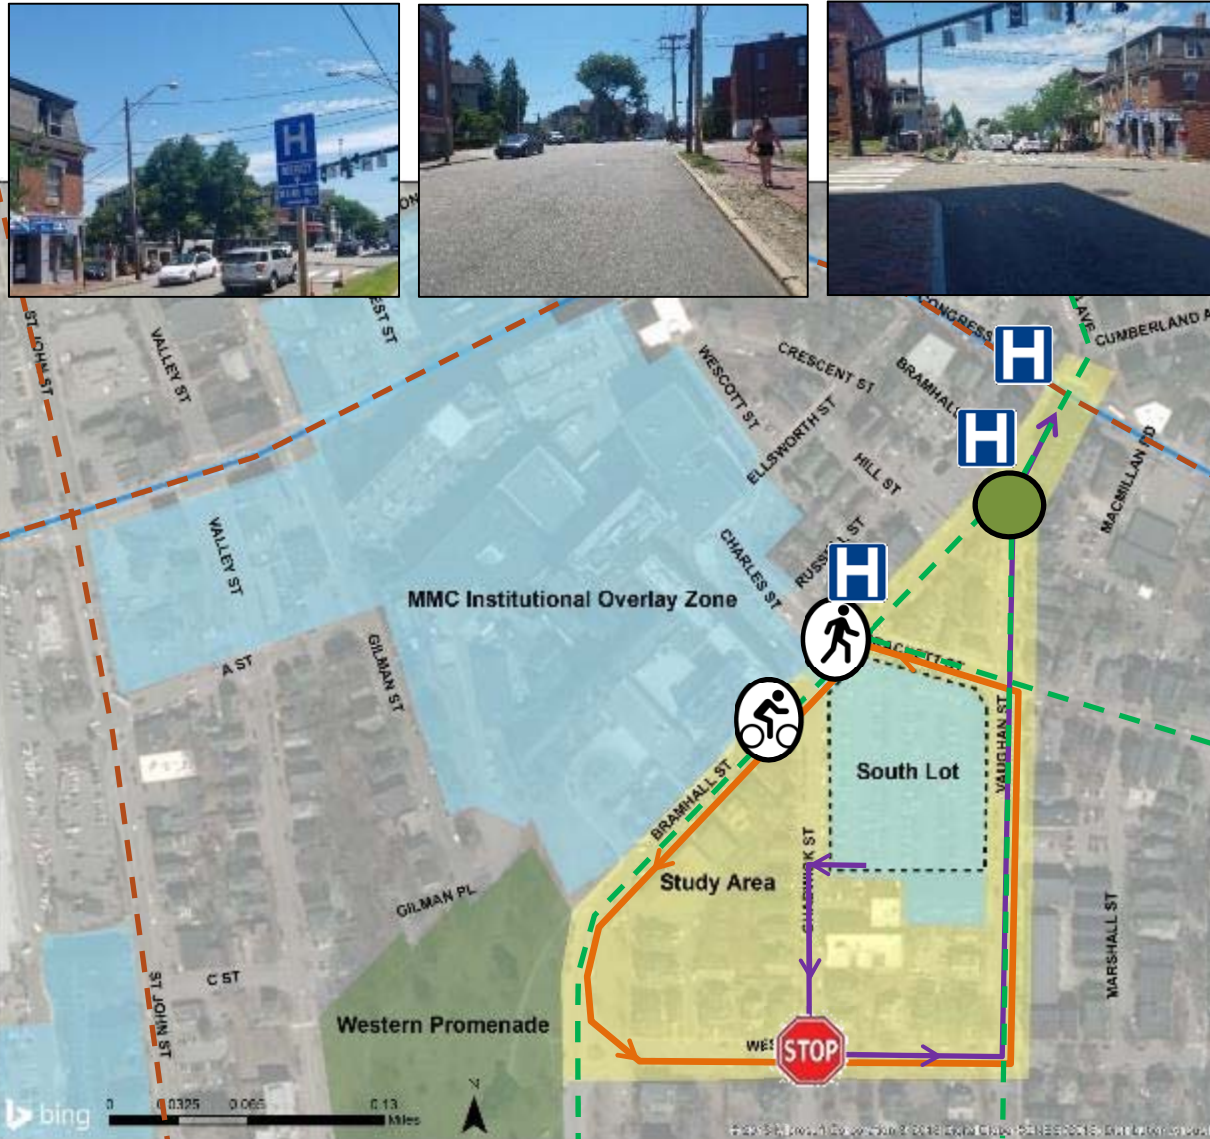 H
CONGRESS
AVE
CUMBERLAND A
ST JOHN ST
VALLEY ST
EST ST
WESCOTT ST
CRESCENT ST
BRAMHALL
H
ELLSWORTH ST
HILL ST
H
MACMILLAN RD
VALLEY ST
CHARLES ST
RUSSELL ST
H
MMC Institutional Overlay Zone
A ST
GILMAN ST
VAUGHAN ST
South Lot
BRAMHALL ST
CHADWICK ST
Study Area
GILMAN PL
MARSHALL ST
C ST
ST JOHN ST
Western Promenade
WES
STOP
N
bing
0 0.0325 0.065 0.13
Miles